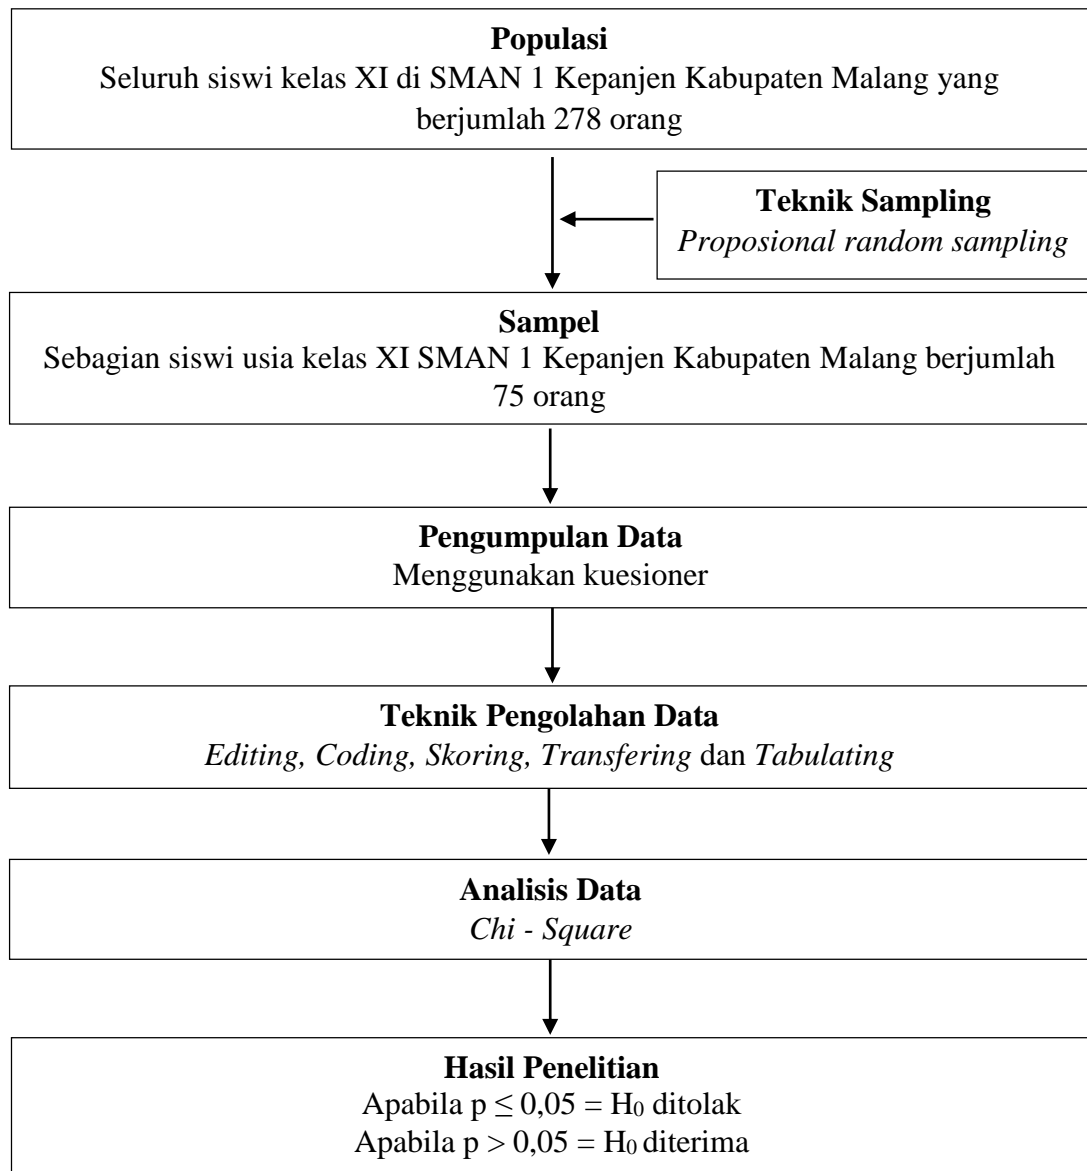 Populasi
Seluruh siswi kelas XI di SMAN 1 Kepanjen Kabupaten Malang yang
berjumlah 278 orang
Teknik Sampling
Proposional random sampling
Sampel
Sebagian siswi usia kelas XI SMAN 1 Kepanjen Kabupaten Malang berjumlah
75 orang
Pengumpulan Data
Menggunakan kuesioner
Teknik Pengolahan Data
Editing, Coding, Skoring, Transfering dan Tabulating
Analisis Data
Chi - Square
Hasil Penelitian
Apabila p ≤ 0,05 = H₀ ditolak
Apabila p > 0,05 = H₀ diterima